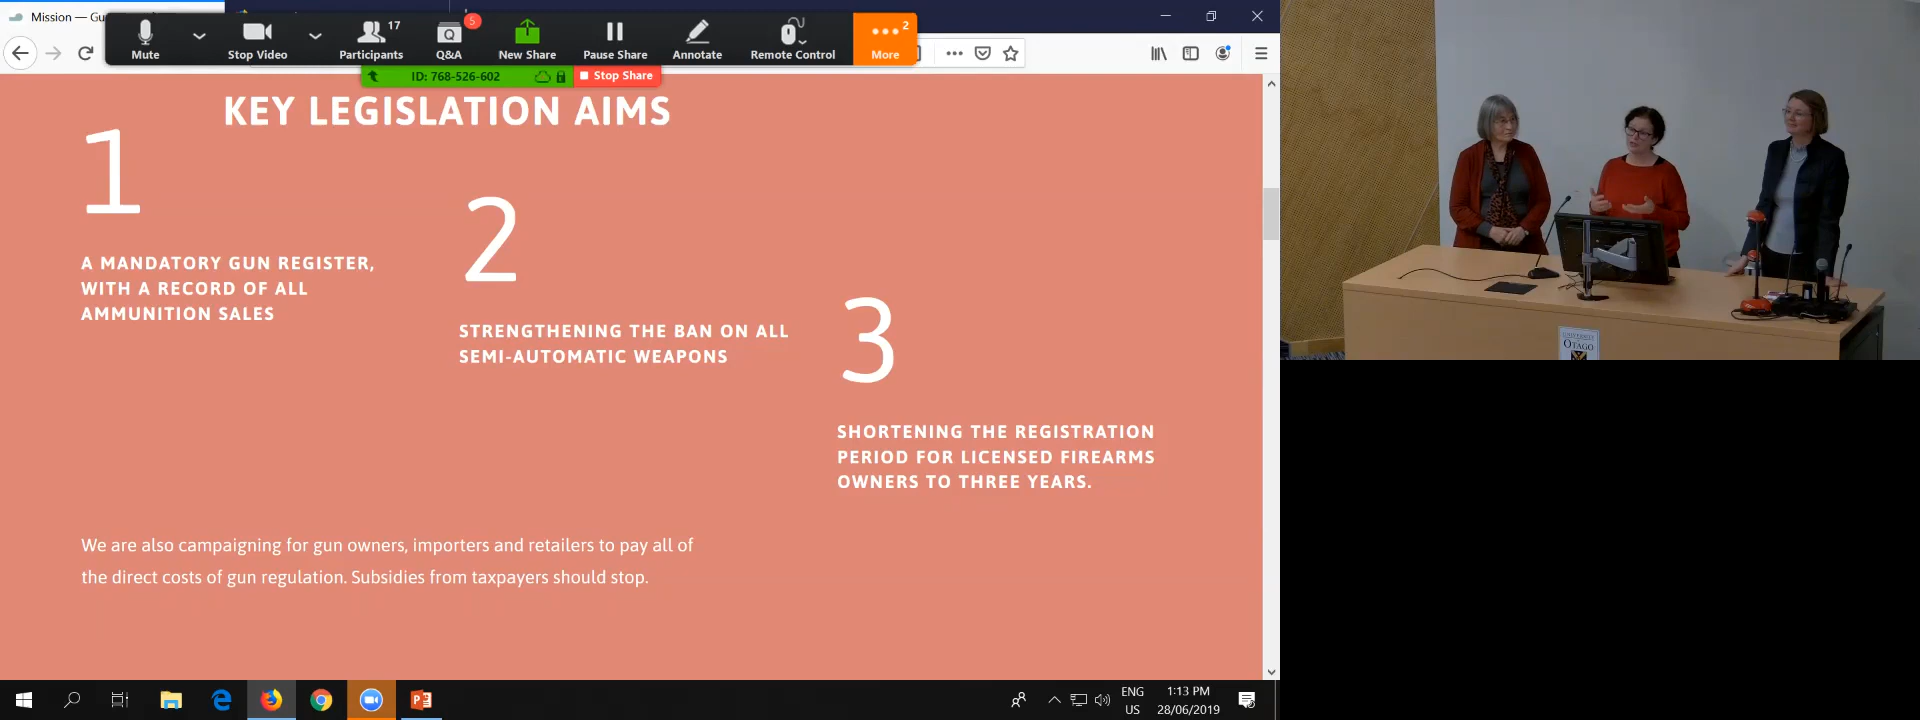 Mission — Gu
Mute
Stop Video
17
Participants
5
Q&A
New Share
Pause Share
Annotate
Remote Control
2
More
ID: 768-526-602
Stop Share
KEY LEGISLATION AIMS
1
A MANDATORY GUN REGISTER,
WITH A RECORD OF ALL
AMMUNITION SALES
2
STRENGTHENING THE BAN ON ALL
SEMI-AUTOMATIC WEAPONS
3
SHORTENING THE REGISTRATION
PERIOD FOR LICENSED FIREARMS
OWNERS TO THREE YEARS.
We are also campaigning for gun owners, importers and retailers to pay all of
the direct costs of gun regulation. Subsidies from taxpayers should stop.
UNIVERSITY
OTAGO
ENG
US
1:13 PM
28/06/2019